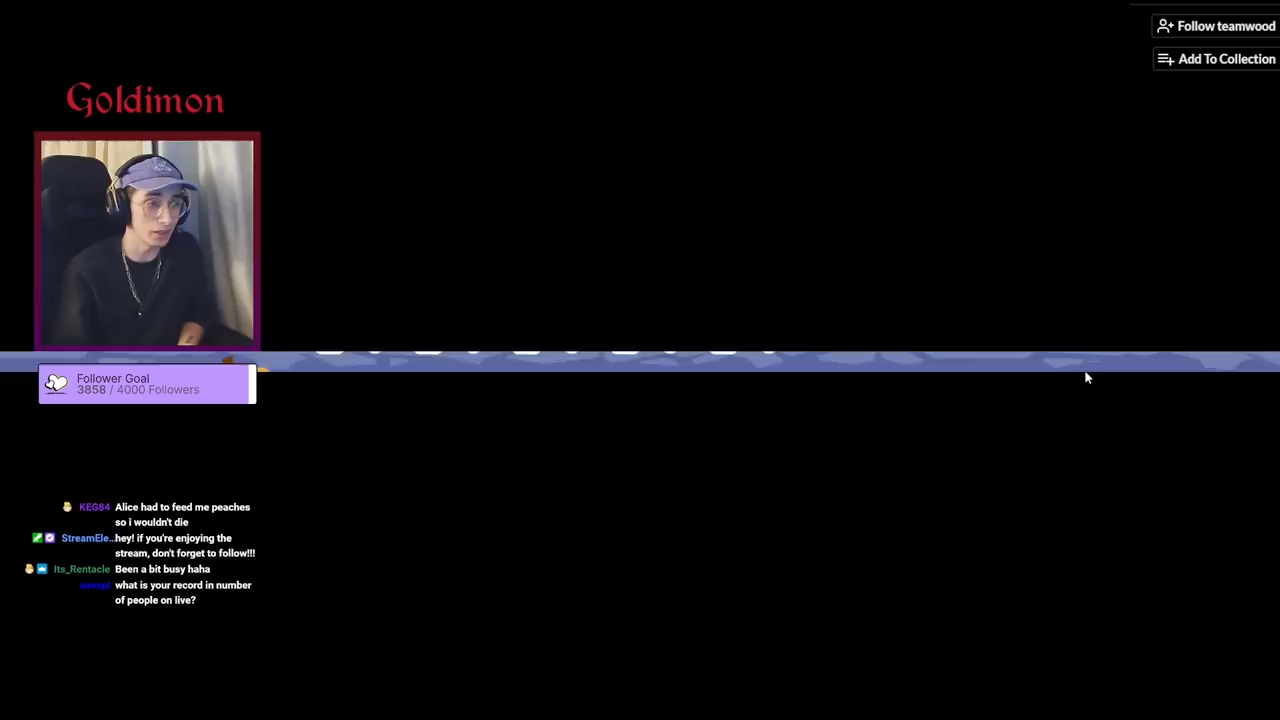 Follow teamwood
Add To Collection
Goldimon
Follower Goal
3858 / 4000 Followers
KEG84 Alice had to feed me peaches
so i wouldn't die
StreamEle... hey! if you're enjoying the
stream, don't forget to follow!!!
Its_Rentacle Been a bit busy haha
what is your record in number
of people on live?